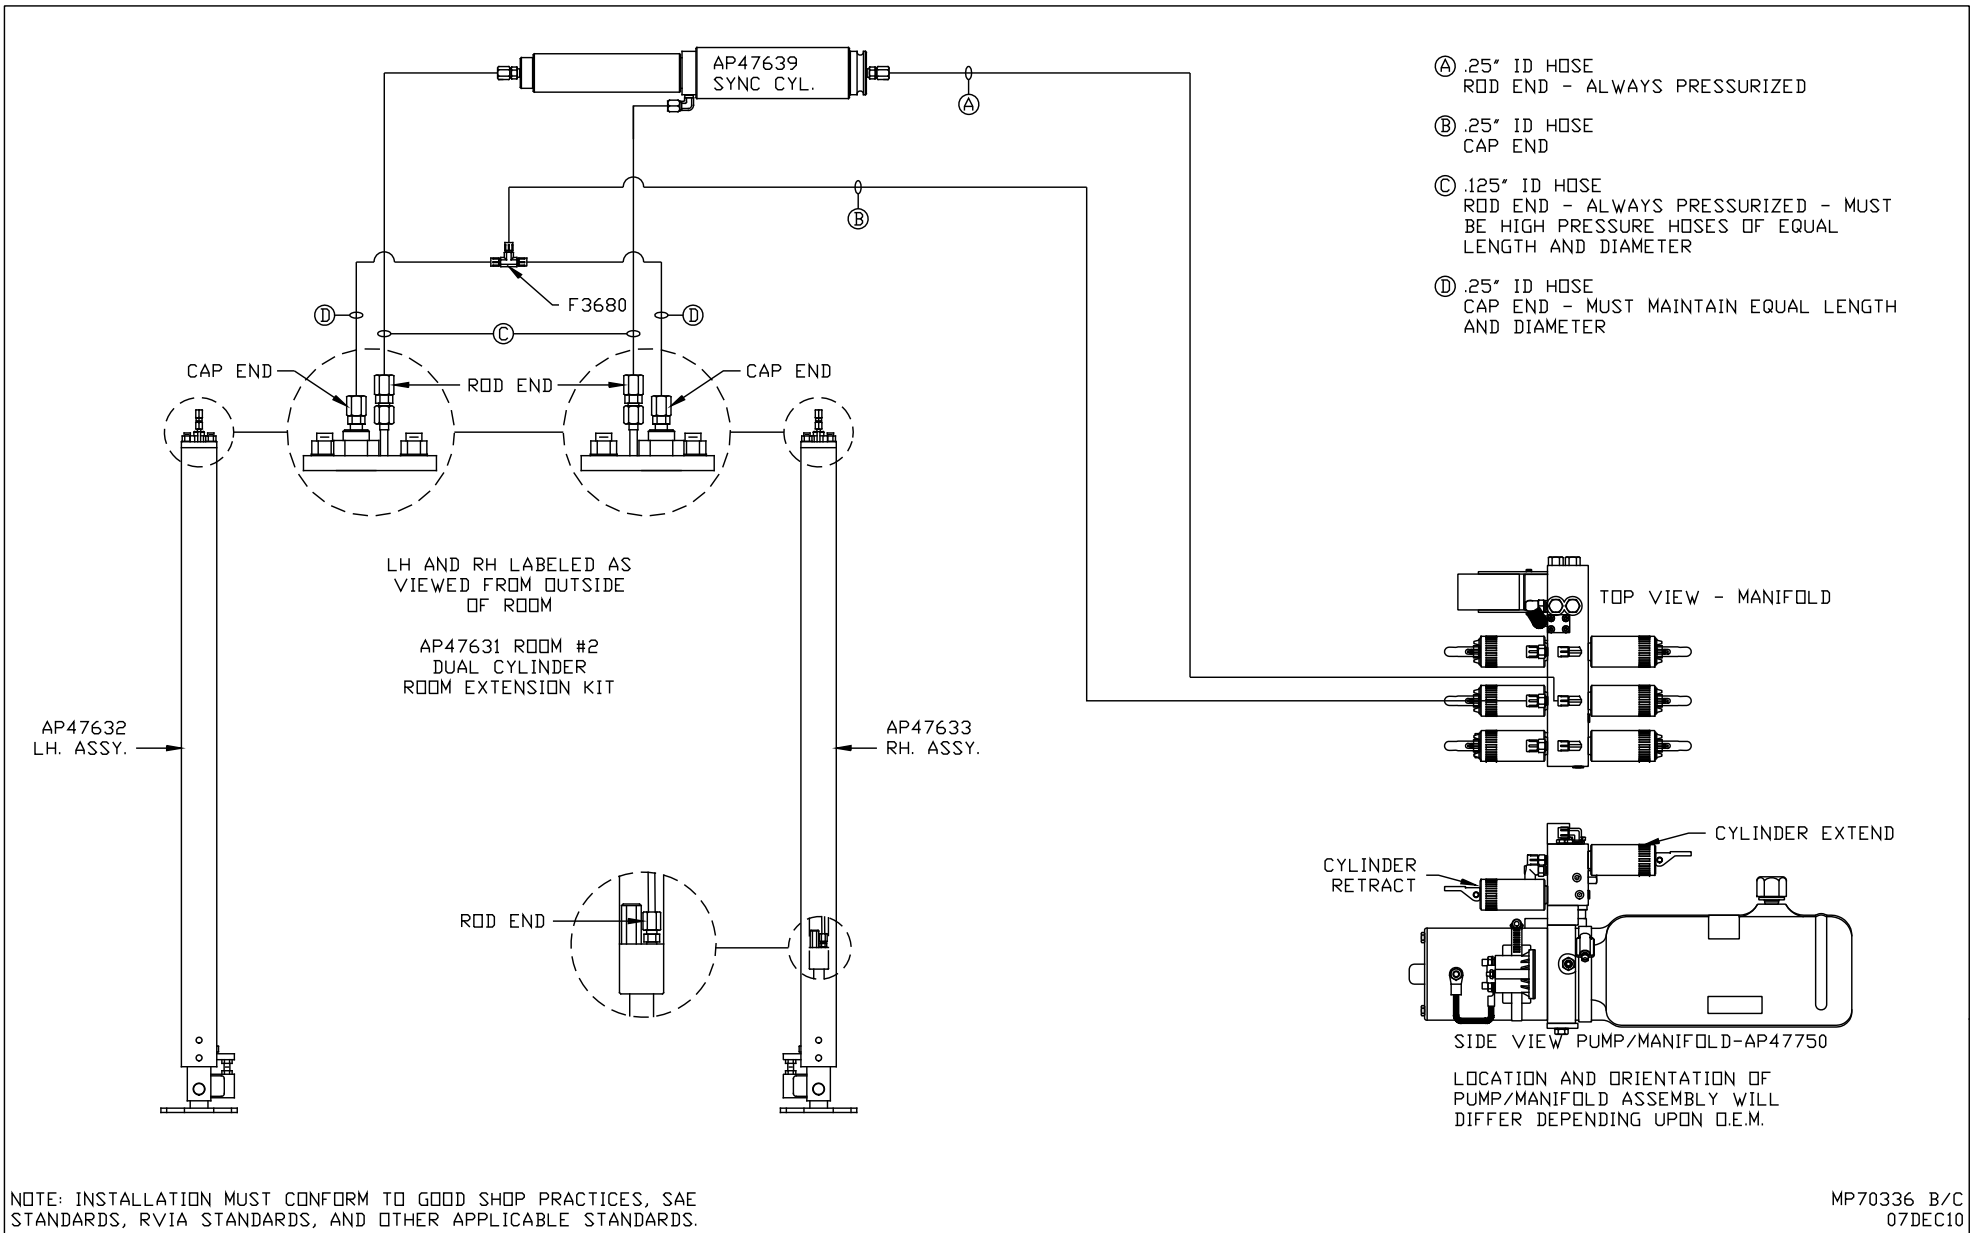 AP47639
SYNC CYL.
A
B
F3680
D
D
C
CAP END
ROD END
CAP END
LH AND RH LABELED AS
VIEWED FROM OUTSIDE
OF ROOM
AP47631 ROOM #2
DUAL CYLINDER
ROOM EXTENSION KIT
AP47632
LH. ASSY.
AP47633
RH. ASSY.
ROD END
A .25" ID HOSE
ROD END - ALWAYS PRESSURIZED
B .25" ID HOSE
CAP END
C .125" ID HOSE
ROD END - ALWAYS PRESSURIZED - MUST
BE HIGH PRESSURE HOSES OF EQUAL
LENGTH AND DIAMETER
D .25" ID HOSE
CAP END - MUST MAINTAIN EQUAL LENGTH
AND DIAMETER
TOP VIEW - MANIFOLD
CYLINDER EXTEND
CYLINDER
RETRACT
SIDE VIEW PUMP/MANIFOLD-AP47750
LOCATION AND ORIENTATION OF
PUMP/MANIFOLD ASSEMBLY WILL
DIFFER DEPENDING UPON O.E.M.
NOTE: INSTALLATION MUST CONFORM TO GOOD SHOP PRACTICES, SAE
STANDARDS, RVIA STANDARDS, AND OTHER APPLICABLE STANDARDS.
MP70336 B/C
07DEC10